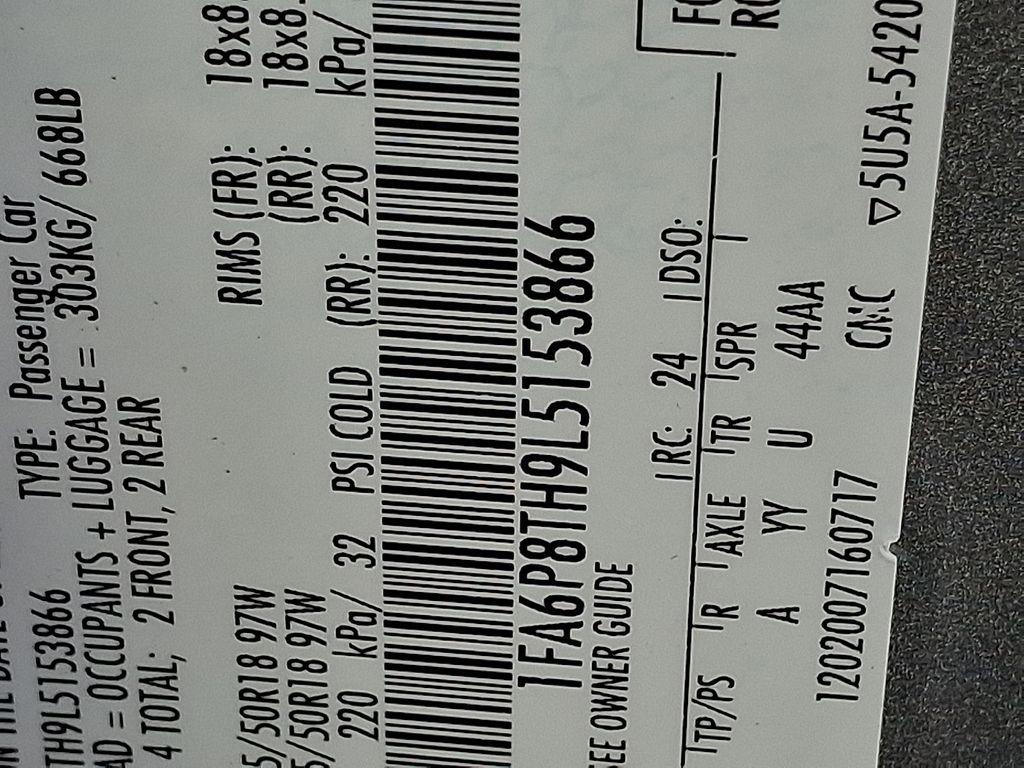 TH9L5153866 TYPE: Passenger Car
AD = OCCUPANTS + LUGGAGE = 303KG/ 668LB
4 TOTAL; 2 FRONT, 2 REAR
5/50R18 97W RIMS (FR): 18x8.
5/50R18 97W (RR): 18x8.
220 kPa/ 32 PSI COLD (RR): 220 kPa/
1FA6P8TH9L5153866
SEE OWNER GUIDE
RC: 24 DSO:
TP/PS R AXLE TR SPR
A YY U 44AA
1202007160717 CMC ▽5U5A-5420